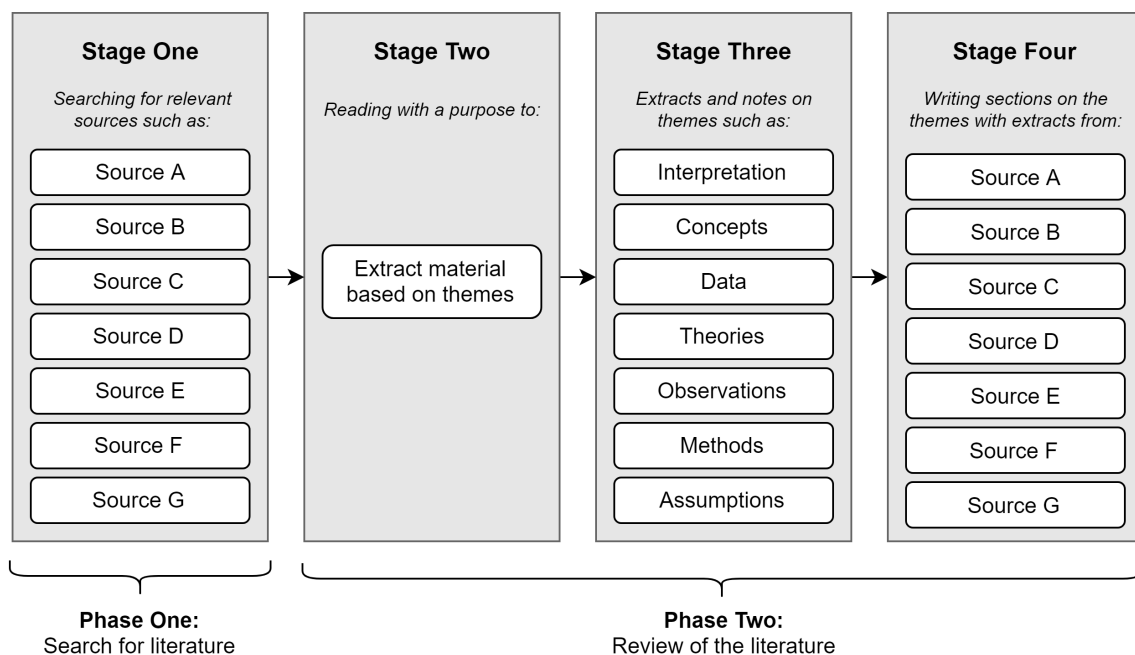 Stage One
Searching for relevant
sources such as:
Source A
Source B
Source C
Source D
Source E
Source F
Source G
Stage Two
Reading with a purpose to:
Extract material
based on themes
Stage Three
Extracts and notes on
themes such as:
Interpretation
Concepts
Data
Theories
Observations
Methods
Assumptions
Stage Four
Writing sections on the
themes with extracts from:
Source A
Source B
Source C
Source D
Source E
Source F
Source G
Phase One:
Search for literature
Phase Two:
Review of the literature